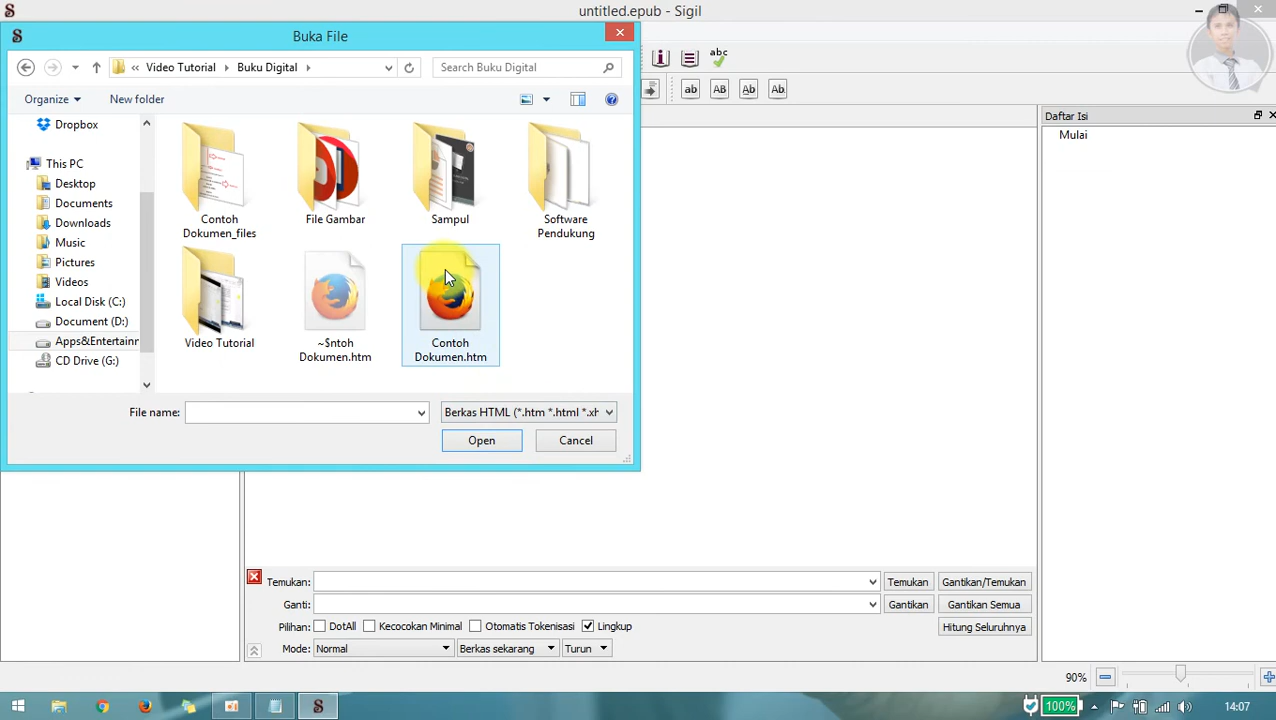 untitled.epub - Sigil
Buka File
Video Tutorial
Buku Digital
Search Buku Digital
Organize
New folder
Dropbox
This PC
Desktop
Documents
Downloads
Music
Pictures
Videos
Local Disk (C:)
Document (D:)
Apps&Entertainn
CD Drive (G:)
Contoh
Dokumen_files
File Gambar
Sampul
Software
Pendukung
Video Tutorial
~$ntoh
Dokumen.htm
Contoh
Dokumen.htm
File name:
Berkas HTML (*.htm *.html *.xh
Open
Cancel
abc
ab
AB
Ab
Ab.
Daftar Isi
Mulai
Temukan:
Temukan
Gantikan/Temukan
Ganti:
Gantikan
Gantikan Semua
Pilihan:
DotAll
Kecocokan Minimal
Otomatis Tokenisasi
Lingkup
Hitung Seluruhnya
Mode:
Normal
Berkas sekarang
Turun
90%
100%
14:07